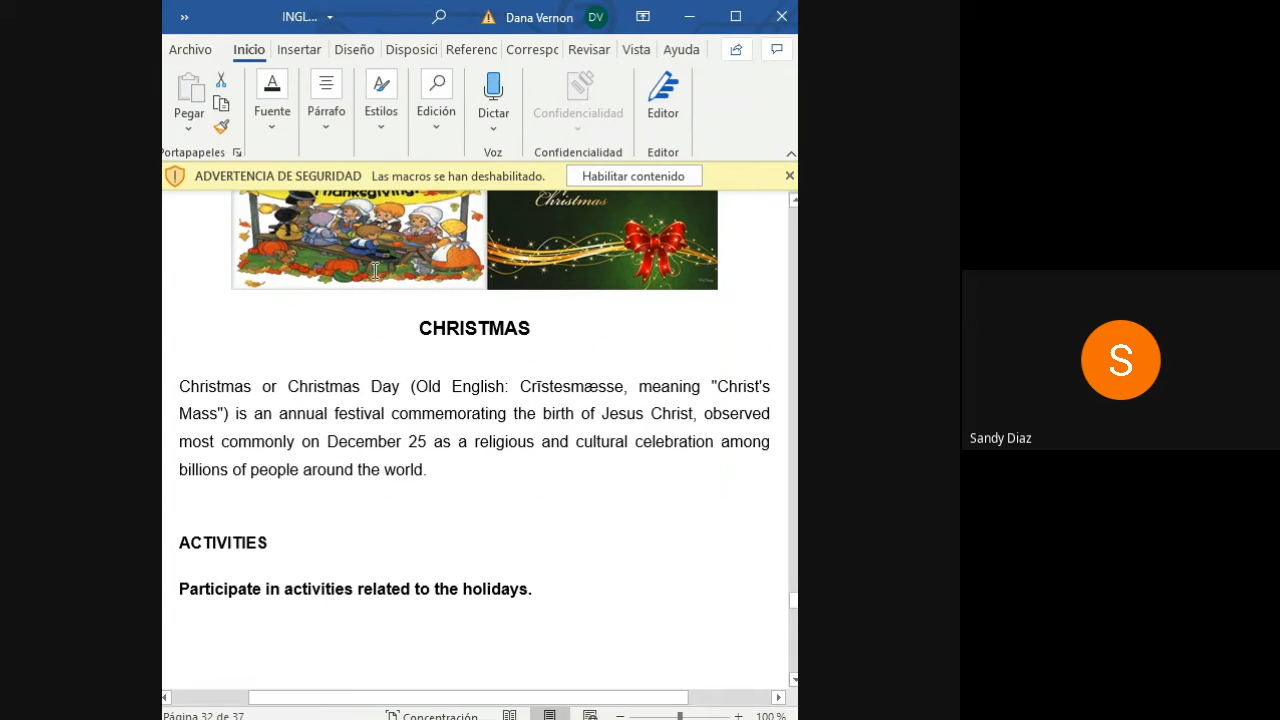 »
INGL...
Dana Vernon
DV
Archivo Inicio Insertar Diseño Disposici Referenc Correspo Revisar Vista Ayuda
Pegar
Fuente
Párrafo
Estilos
Edición
Dictar
Confidencialidad
Editor
Portapapeles
Voz
Confidencialidad
Editor
ADVERTENCIA DE SEGURIDAD Las macros se han deshabilitado. Habilitar contenido
Thanksgiving!
Christmas
CHRISTMAS
Christmas or Christmas Day (Old English: Crīstesmæsse, meaning "Christ's
Mass") is an annual festival commemorating the birth of Jesus Christ, observed
most commonly on December 25 as a religious and cultural celebration among
billions of people around the world.
ACTIVITIES
Participate in activities related to the holidays.
Página 32 de 37
Concentración
100 %
S
Sandy Diaz